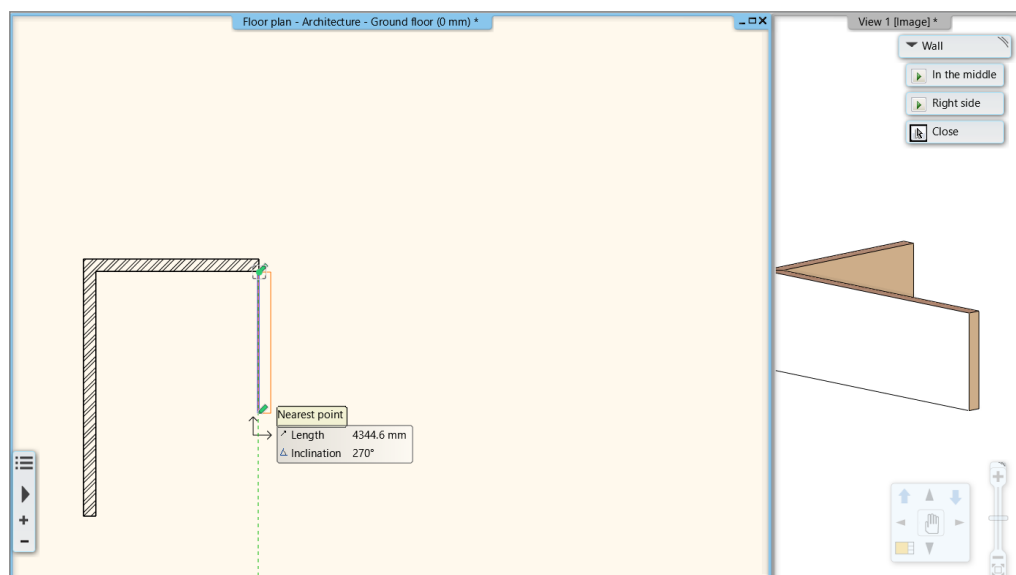 Floor plan - Architecture - Ground floor (0 mm) *
View 1 [Image] *
Wall
In the middle
Right side
Close
Nearest point
Length 4344.6 mm
Inclination 270°